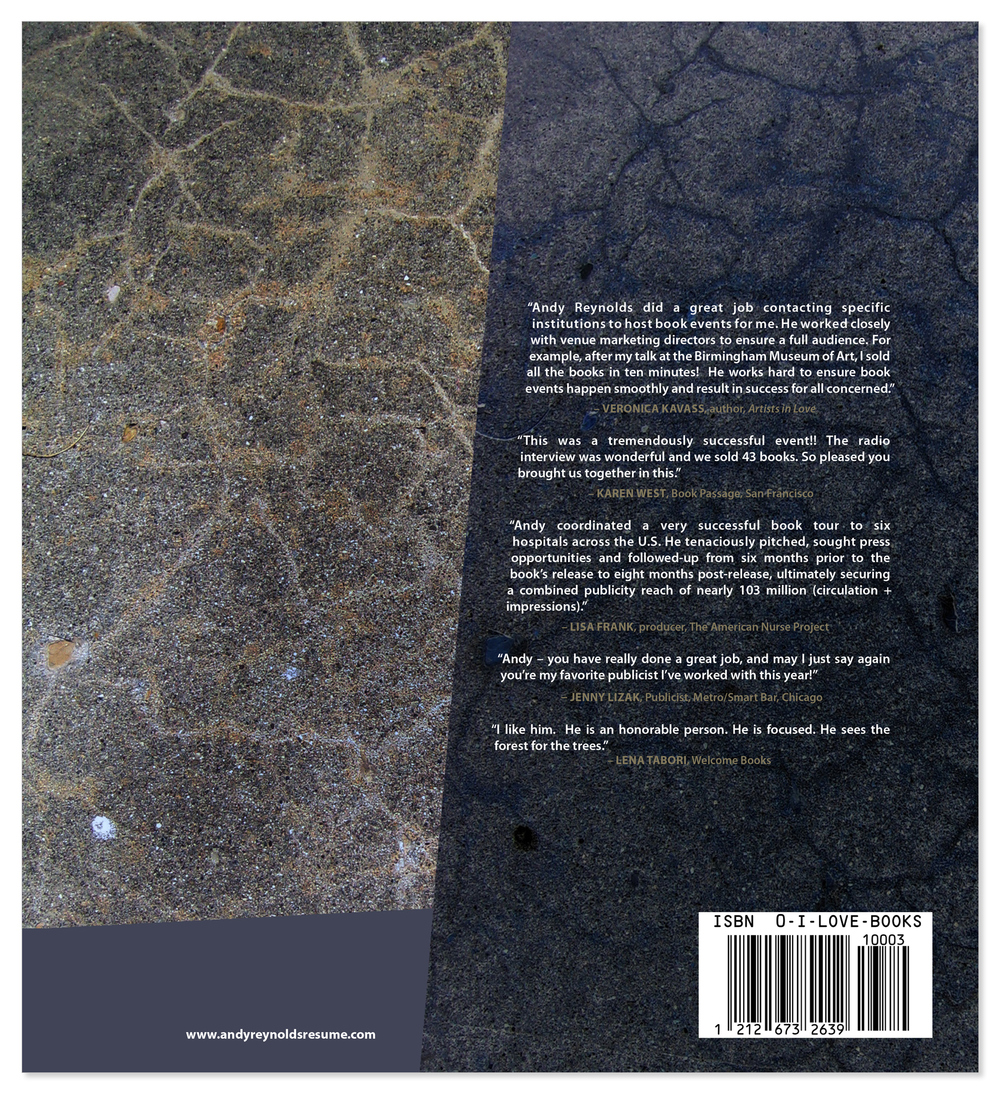 “Andy Reynolds did a great job contacting specific
institutions to host book events for me. He worked closely
with venue marketing directors to ensure a full audience. For
example, after my talk at the Birmingham Museum of Art, I sold
all the books in ten minutes!  He works hard to ensure book
events happen smoothly and result in success for all concerned.”
– VERONICA KAVASS, author, Artists in Love
“This was a tremendously successful event!! The radio
interview was wonderful and we sold 43 books. So pleased you
brought us together in this.”
– KAREN WEST, Book Passage, San Francisco
“Andy coordinated a very successful book tour to six
hospitals across the U.S. He tenaciously pitched, sought press
opportunities and followed-up from six months prior to the
book’s release to eight months post-release, ultimately securing
a combined publicity reach of nearly 103 million (circulation +
impressions).”
– LISA FRANK, producer, The American Nurse Project
“Andy – you have really done a great job, and may I just say again
you’re my favorite publicist I’ve worked with this year!”
– JENNY LIZAK, Publicist, Metro/Smart Bar, Chicago
“I like him.  He is an honorable person. He is focused. He sees the
forest for the trees.”
– LENA TABORI, Welcome Books
ISBN 0-I-LOVE-BOOKS
10003
1 212 673 2639
www.andyreynoldsresume.com